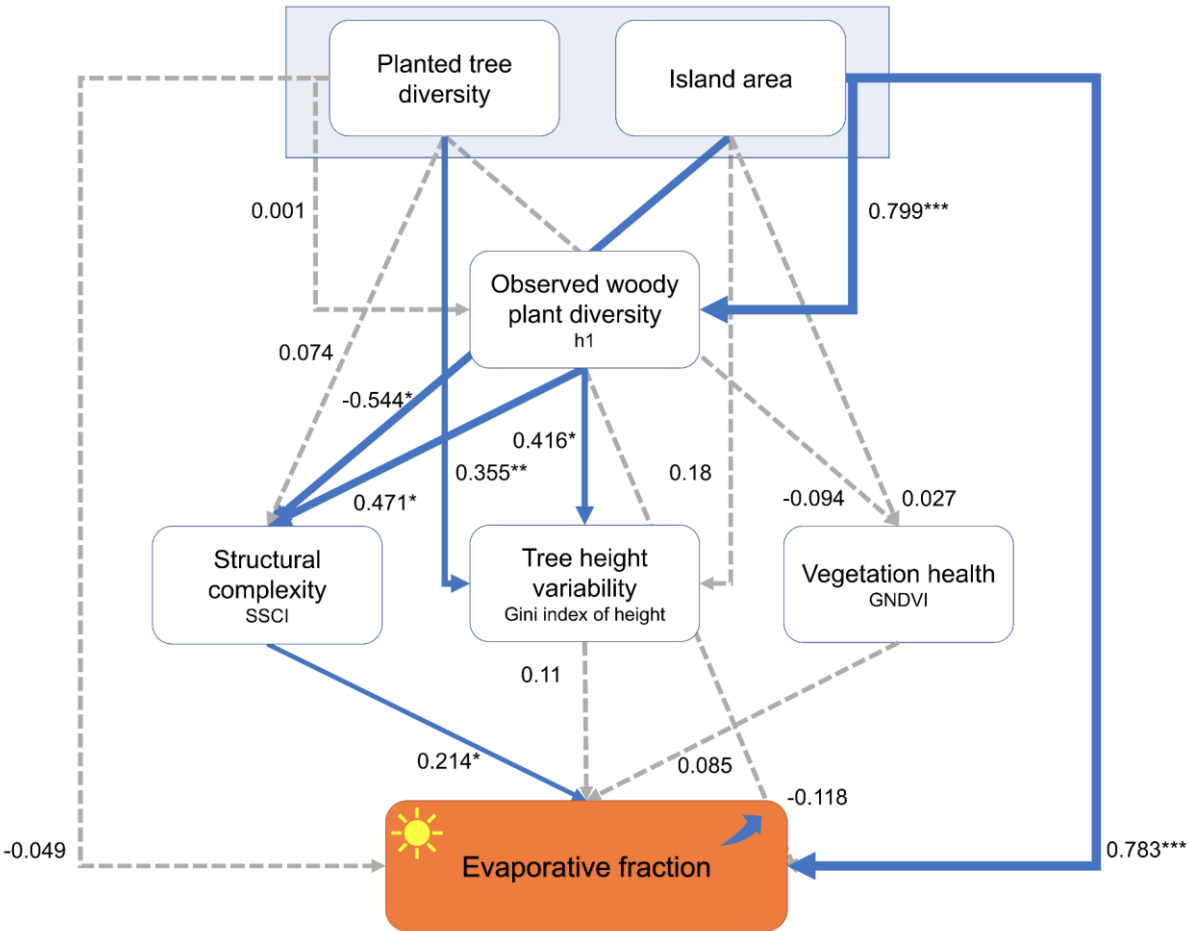 Planted tree
diversity
Island area
0.001
0.799***
Observed woody
plant diversity
h1
0.074
-0.544*
0.416*
0.355**
0.18
0.471*
-0.094
0.027
Structural
complexity
SSCI
Tree height
variability
Gini index of height
Vegetation health
GNDVI
0.11
0.214*
0.085
-0.118
-0.049
Evaporative fraction
0.783***